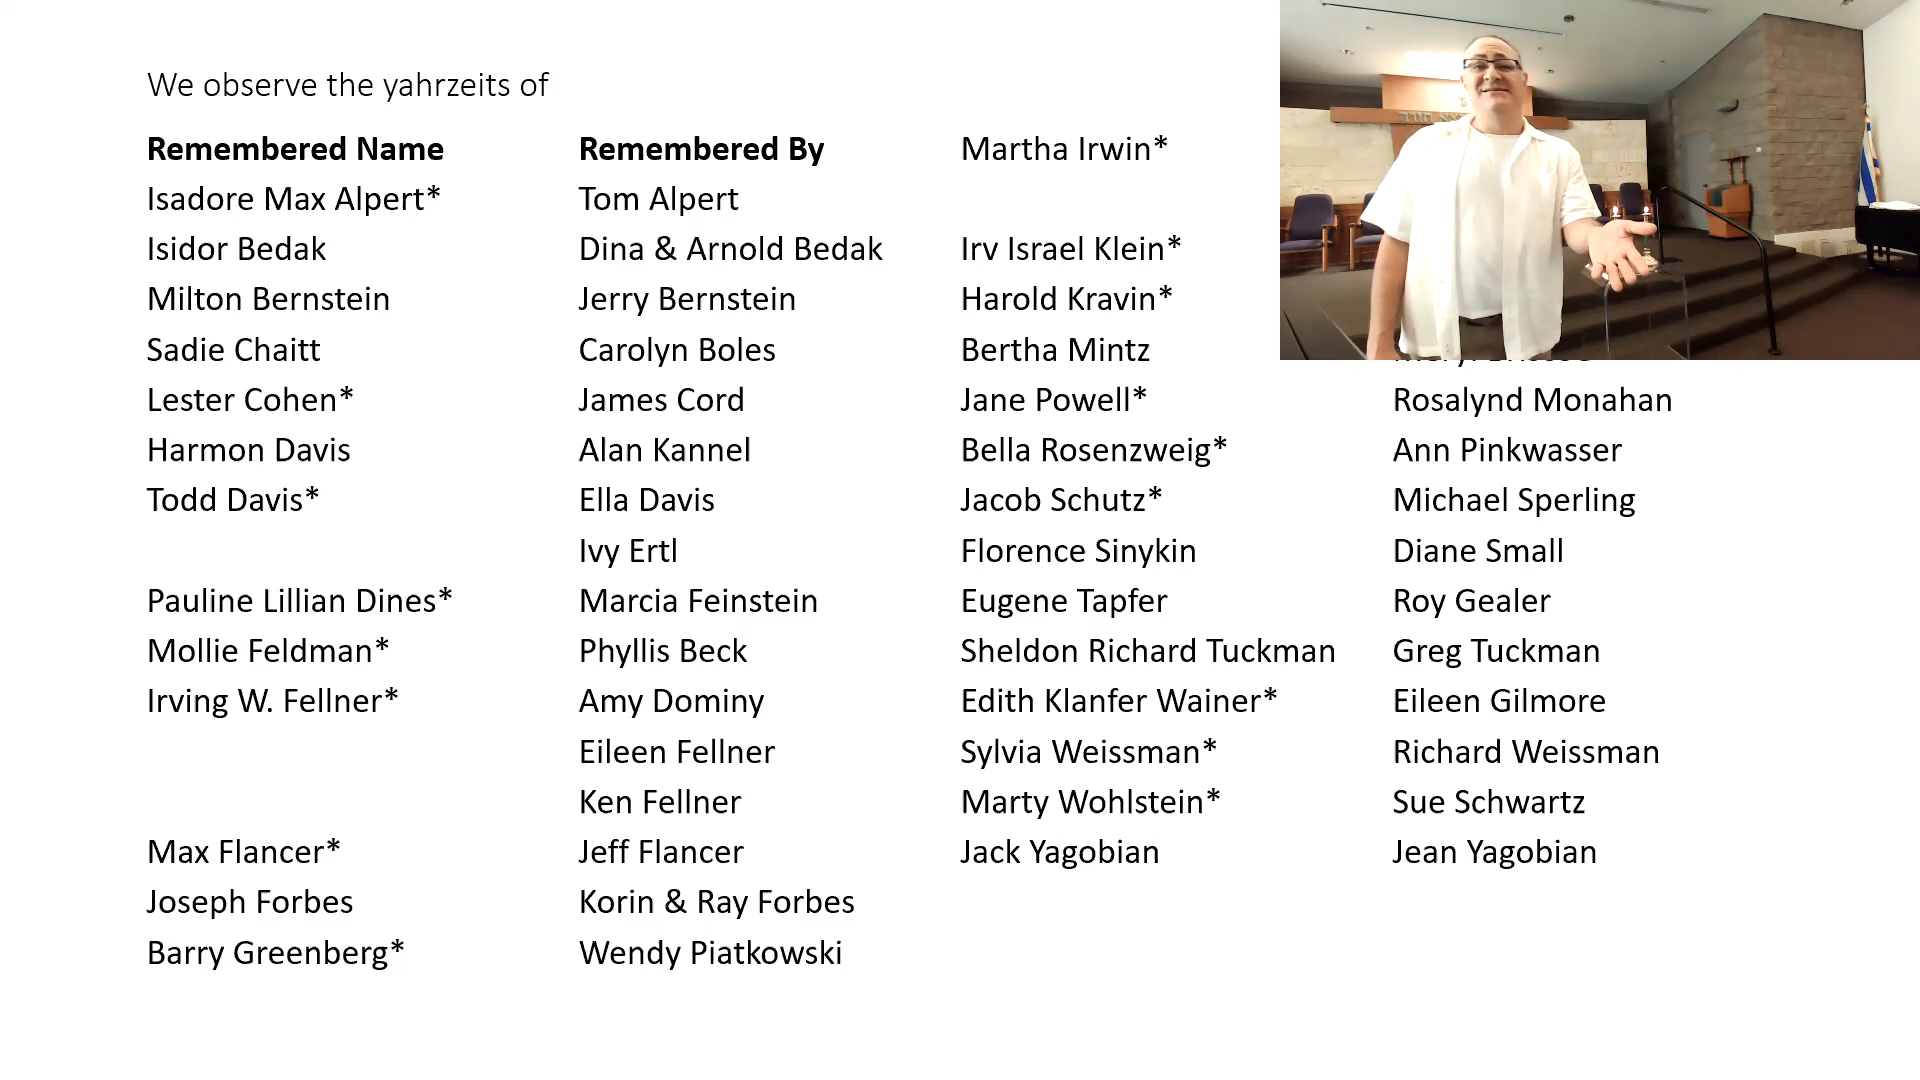 We observe the yahrzeits of
Remembered Name
Remembered By
Isadore Max Alpert*
Tom Alpert
Isidor Bedak
Dina & Arnold Bedak
Milton Bernstein
Jerry Bernstein
Sadie Chaitt
Carolyn Boles
Lester Cohen*
James Cord
Harmon Davis
Alan Kannel
Todd Davis*
Ella Davis
Ivy Ertl
Pauline Lillian Dines*
Marcia Feinstein
Mollie Feldman*
Phyllis Beck
Irving W. Fellner*
Amy Dominy
Eileen Fellner
Ken Fellner
Max Flancer*
Jeff Flancer
Joseph Forbes
Korin & Ray Forbes
Barry Greenberg*
Wendy Piatkowski
Martha Irwin*
Irv Israel Klein*
Harold Kravin*
Bertha Mintz
Jane Powell*
Rosalynd Monahan
Bella Rosenzweig*
Ann Pinkwasser
Jacob Schutz*
Michael Sperling
Florence Sinykin
Diane Small
Eugene Tapfer
Roy Gealer
Sheldon Richard Tuckman
Greg Tuckman
Edith Klanfer Wainer*
Eileen Gilmore
Sylvia Weissman*
Richard Weissman
Marty Wohlstein*
Sue Schwartz
Jack Yagobian
Jean Yagobian